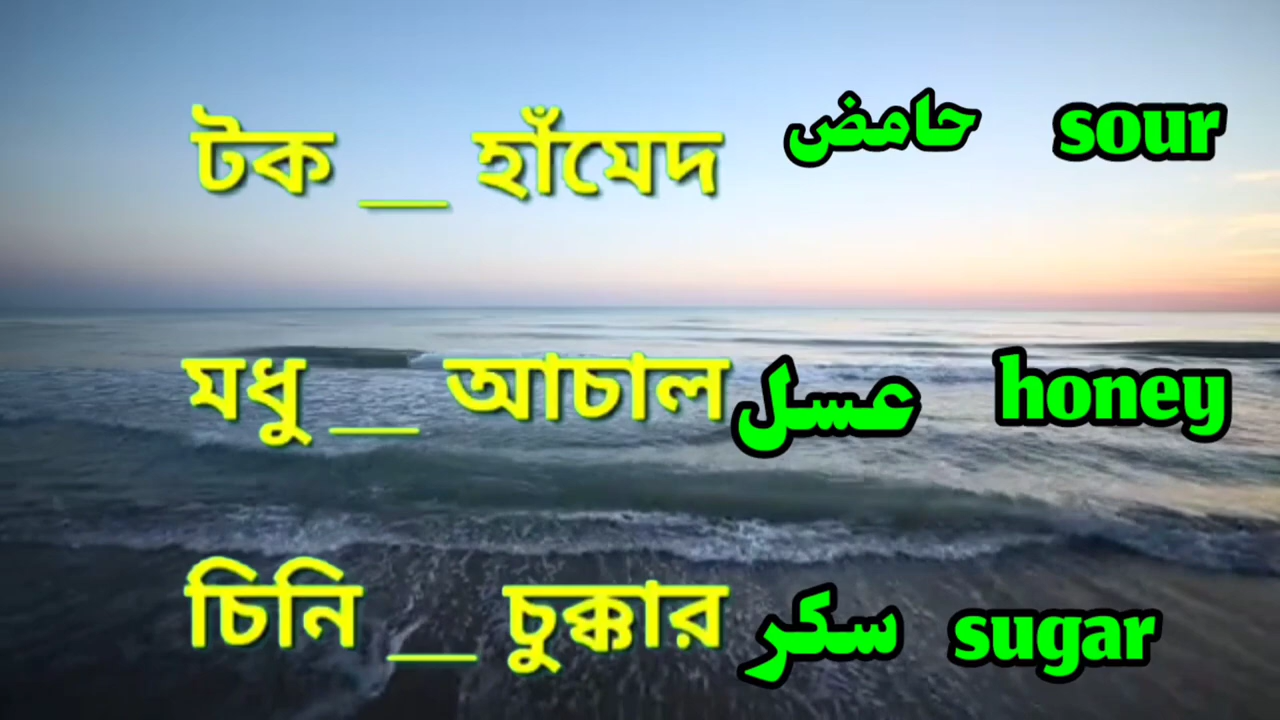 টক _ হাঁমেদ حامض sour
মধু _ আচাল عسل honey
চিনি _ চুক্কার سكر sugar